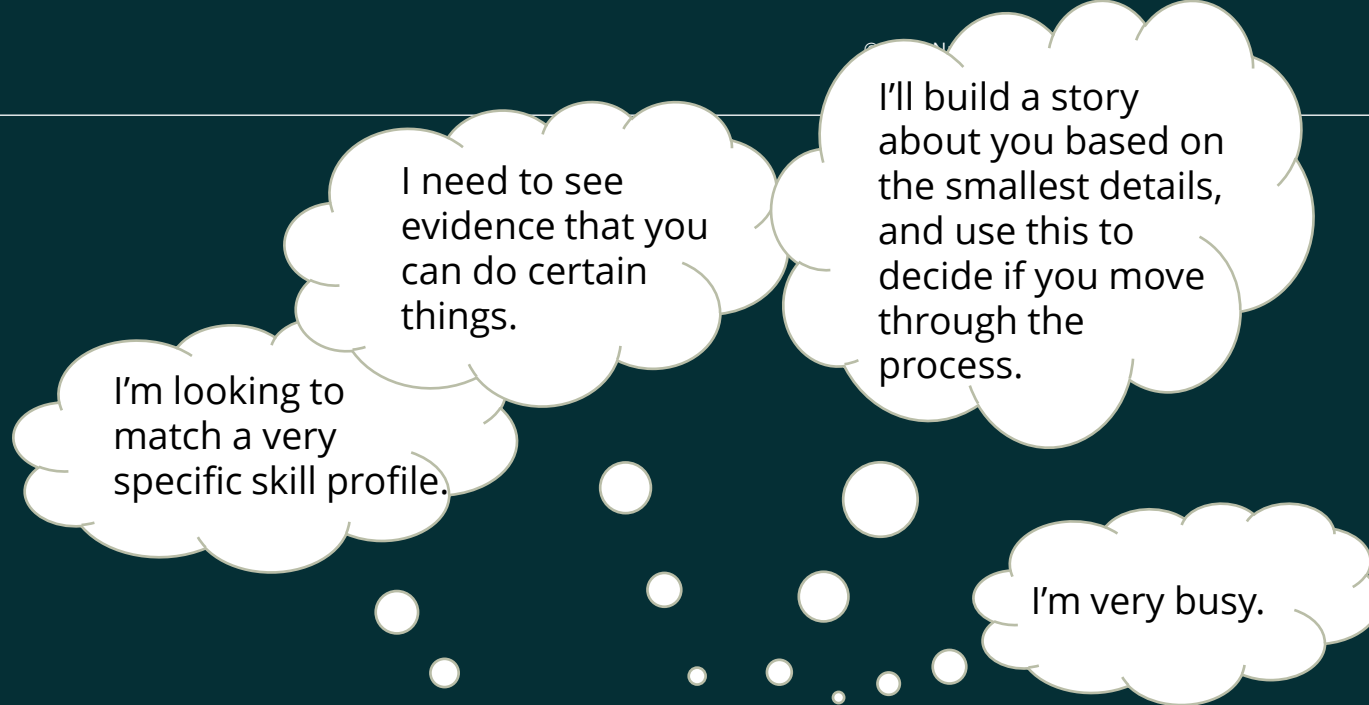 I'm looking to
match a very
specific skill profile.
I need to see
evidence that you
can do certain
things.
I’ll build a story
about you based on
the smallest details,
and use this to
decide if you move
through the
process.
I’m very busy.